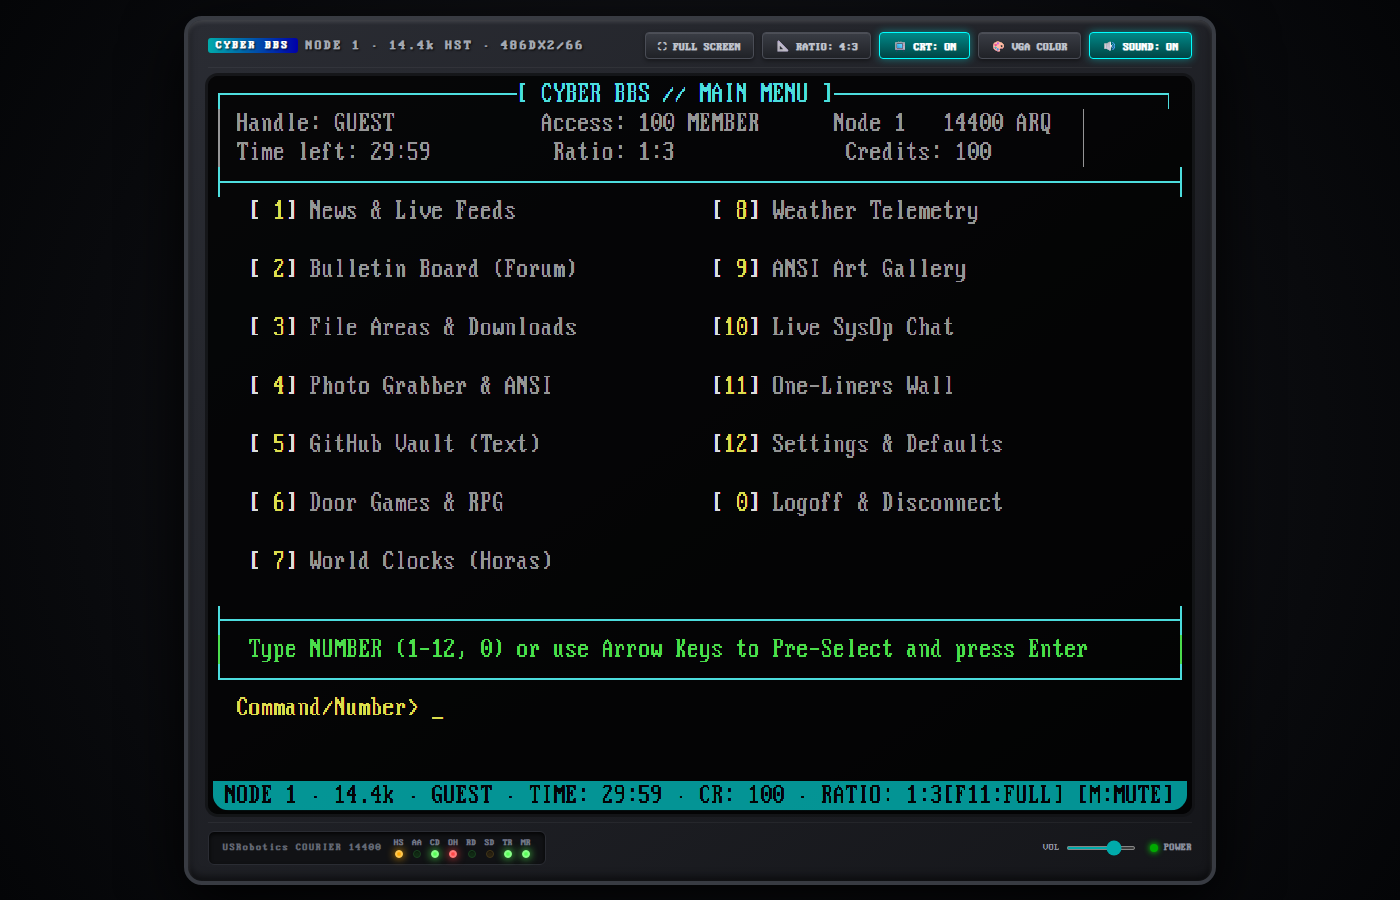 CYBER BBS NODE 1 · 14.4k HST · 486DX2/66 FULL SCREEN RATIO: 4:3 CRT: ON VGA COLOR SOUND: ON
[ CYBER BBS // MAIN MENU ]
Handle: GUEST Access: 100 MEMBER Node 1 14400 ARQ
Time left: 29:59 Ratio: 1:3 Credits: 100
[ 1] News & Live Feeds [ 8] Weather Telemetry
[ 2] Bulletin Board (Forum) [ 9] ANSI Art Gallery
[ 3] File Areas & Downloads [10] Live SysOp Chat
[ 4] Photo Grabber & ANSI [11] One-Liners Wall
[ 5] GitHub Vault (Text) [12] Settings & Defaults
[ 6] Door Games & RPG [ 0] Logoff & Disconnect
[ 7] World Clocks (Horas)
Type NUMBER (1-12, 0) or use Arrow Keys to Pre-Select and press Enter
Command/Number> _
NODE 1 · 14.4k · GUEST · TIME: 29:59 · CR: 100 · RATIO: 1:3[F11:FULL] [M:MUTE]
HS AA CD OH RD SD TR MR
USRobotics COURIER 14400 VOL POWER